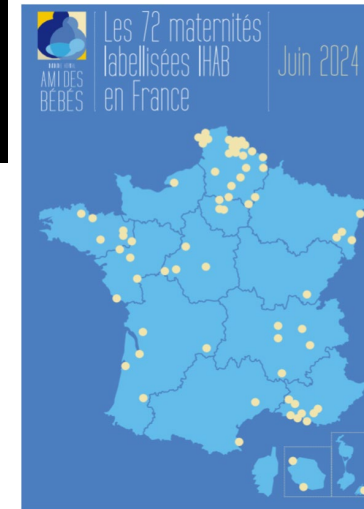 Les 72 maternités
labellisées IHAB
en France
Juin 2024
AMI DES
BÉBÉS